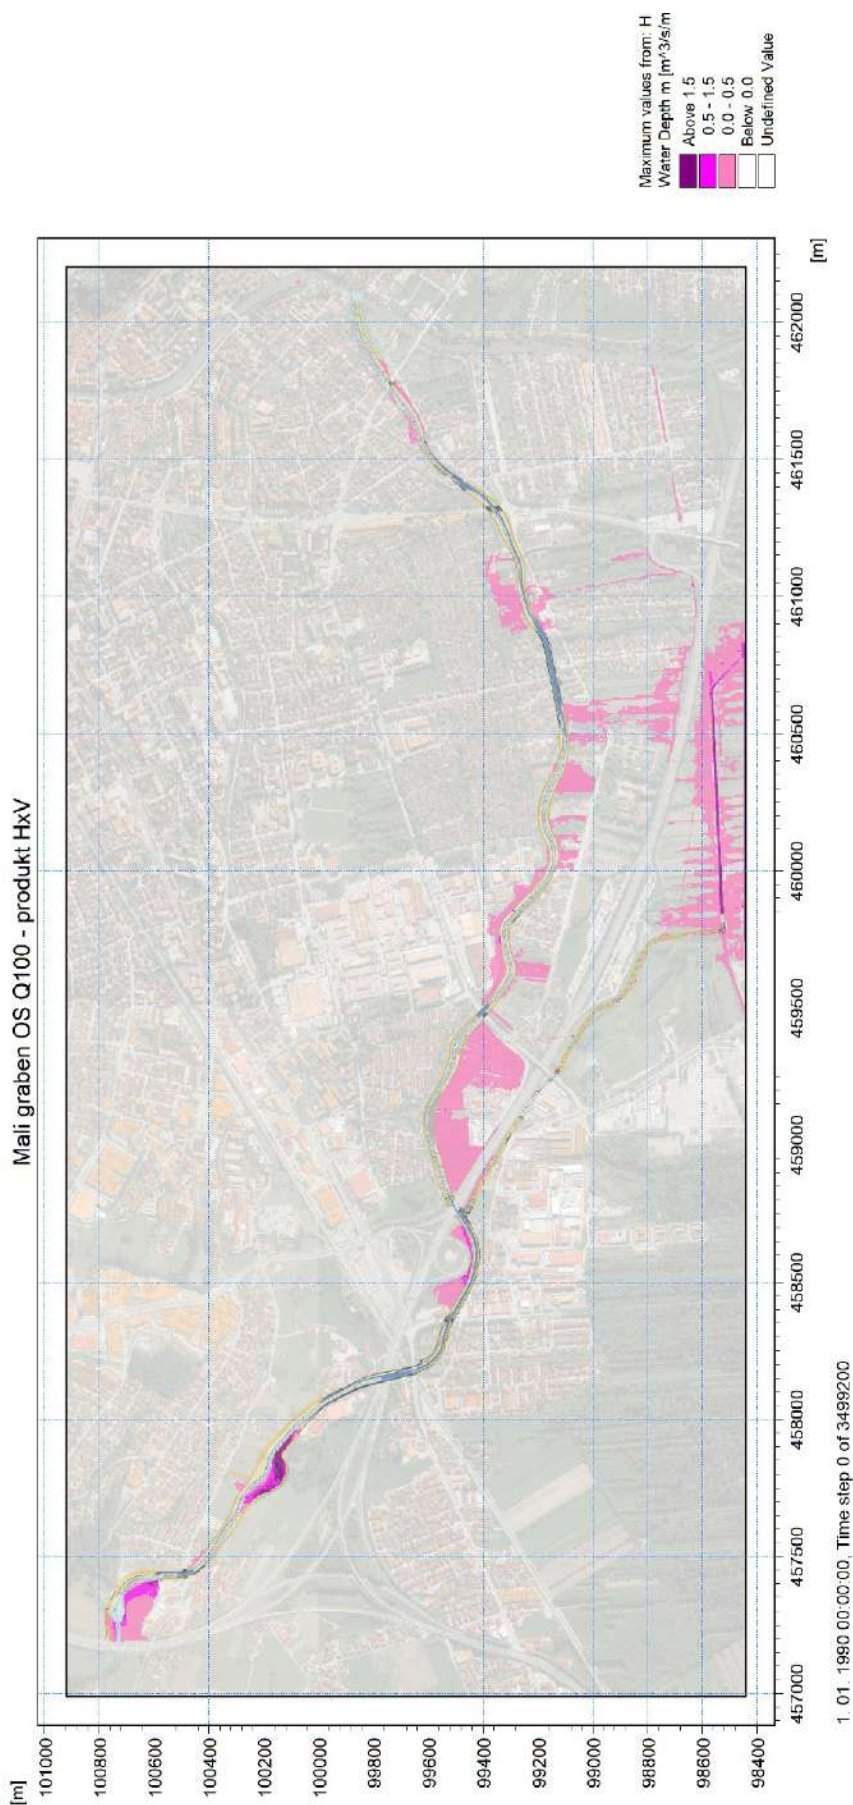 Mali graben OS Q100 - produkt HxV
[m]
101000
100800
100600
100400
100200
100000
99800
99600
99400
99200
99000
98800
98600
98400
457000
457500
458000
458500
459000
459500
460000
460500
461000
461500
462000
[m]
Maximum values from: H
Water Depth m [m^3/s/m
Above 1.5
0.5 - 1.5
0.0 - 0.5
Below 0.0
Undefined Value
1. 01. 1990 00:00:00, Time step 0 of 3499200